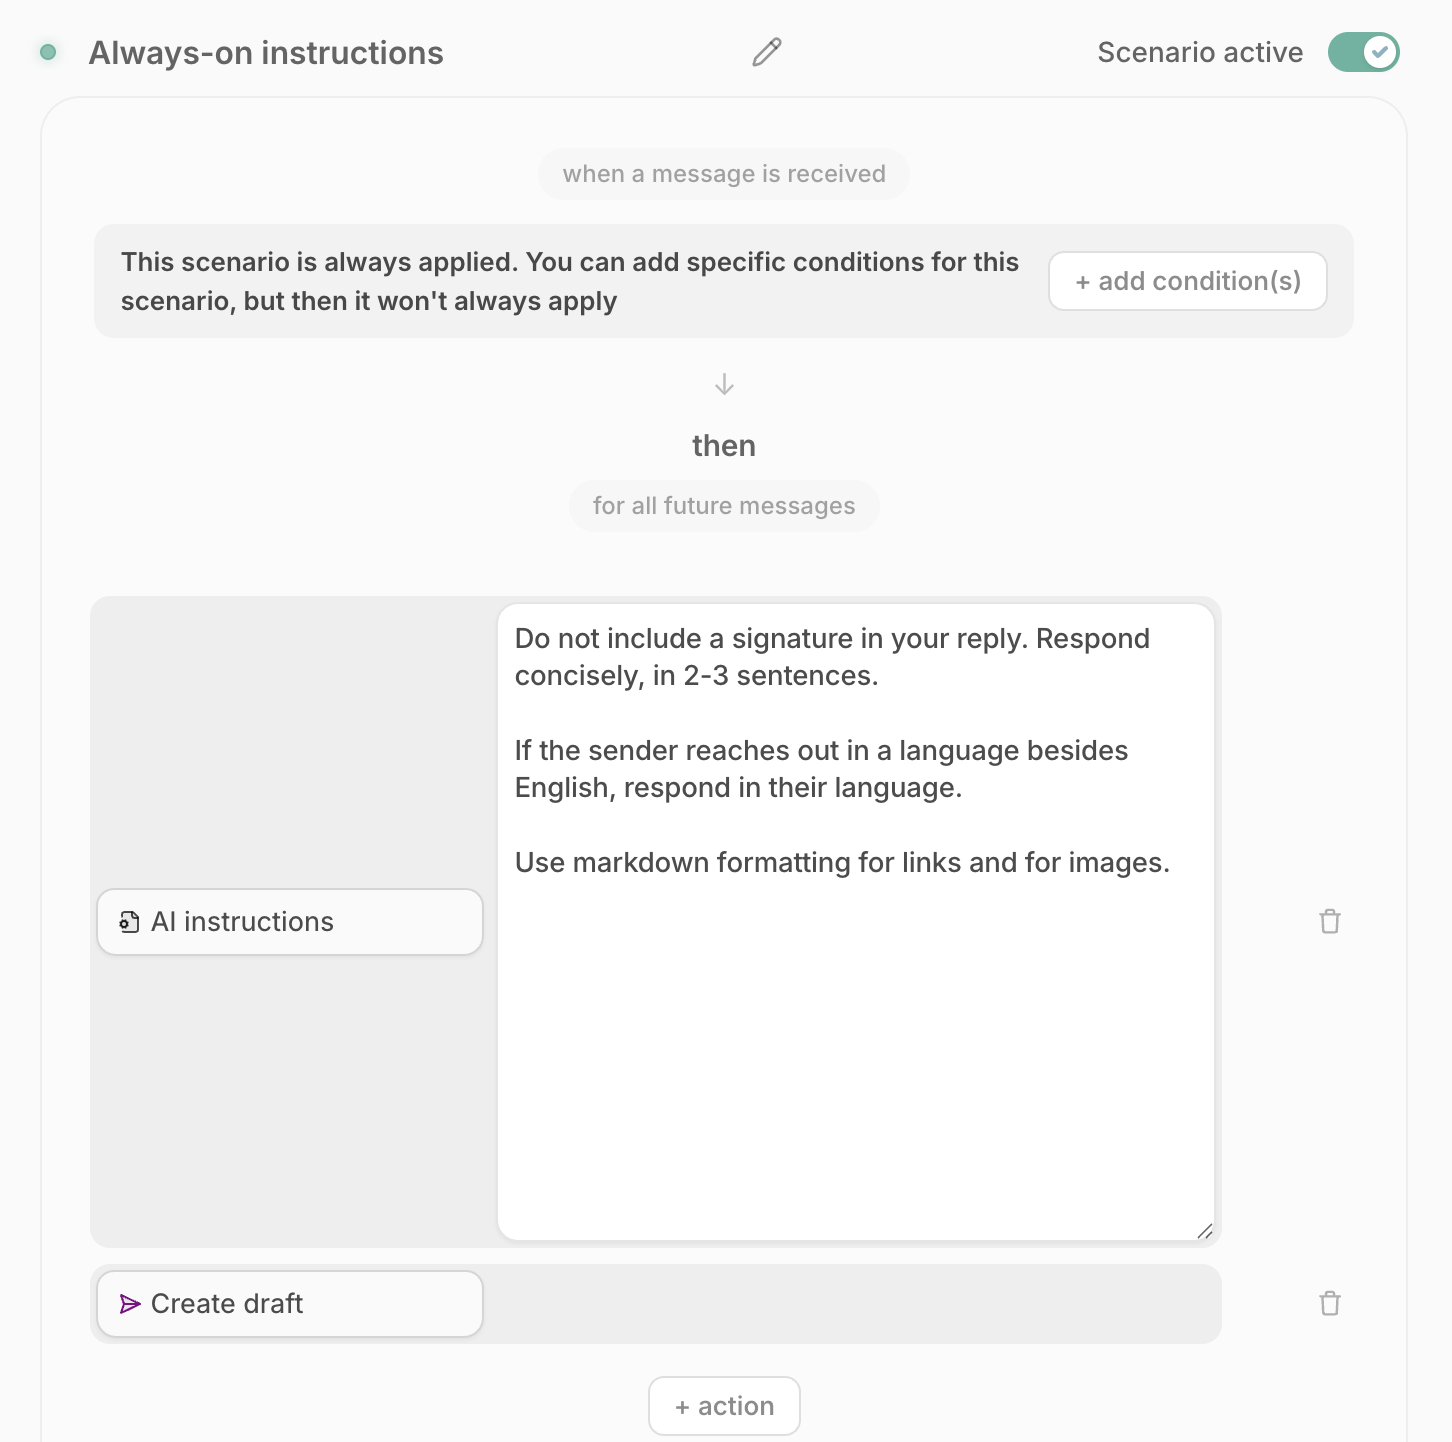 Always-on instructions
Scenario active
when a message is received
This scenario is always applied. You can add specific conditions for this
scenario, but then it won't always apply
+ add condition(s)
then
for all future messages
Do not include a signature in your reply. Respond
concisely, in 2-3 sentences.
If the sender reaches out in a language besides
English, respond in their language.
Use markdown formatting for links and for images.
AI instructions
Create draft
+ action